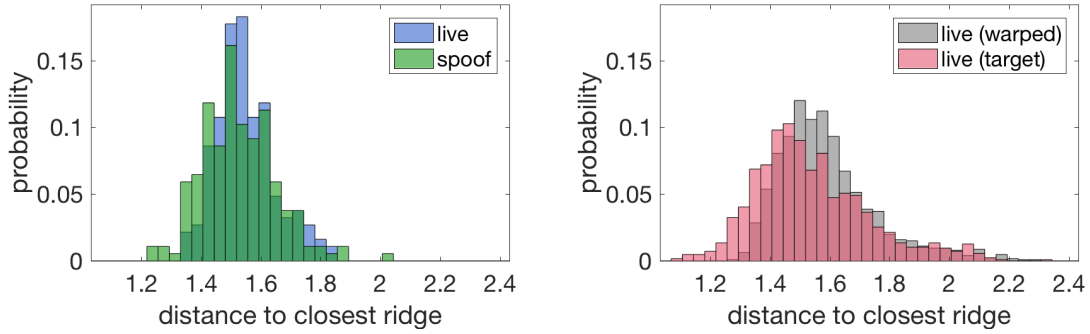 live
spoof
0.15
0.1
0.05
0
probability
1.2 1.4 1.6 1.8 2 2.2 2.4
distance to closest ridge
live (warped)
live (target)
0.15
0.1
0.05
0
probability
1.2 1.4 1.6 1.8 2 2.2 2.4
distance to closest ridge